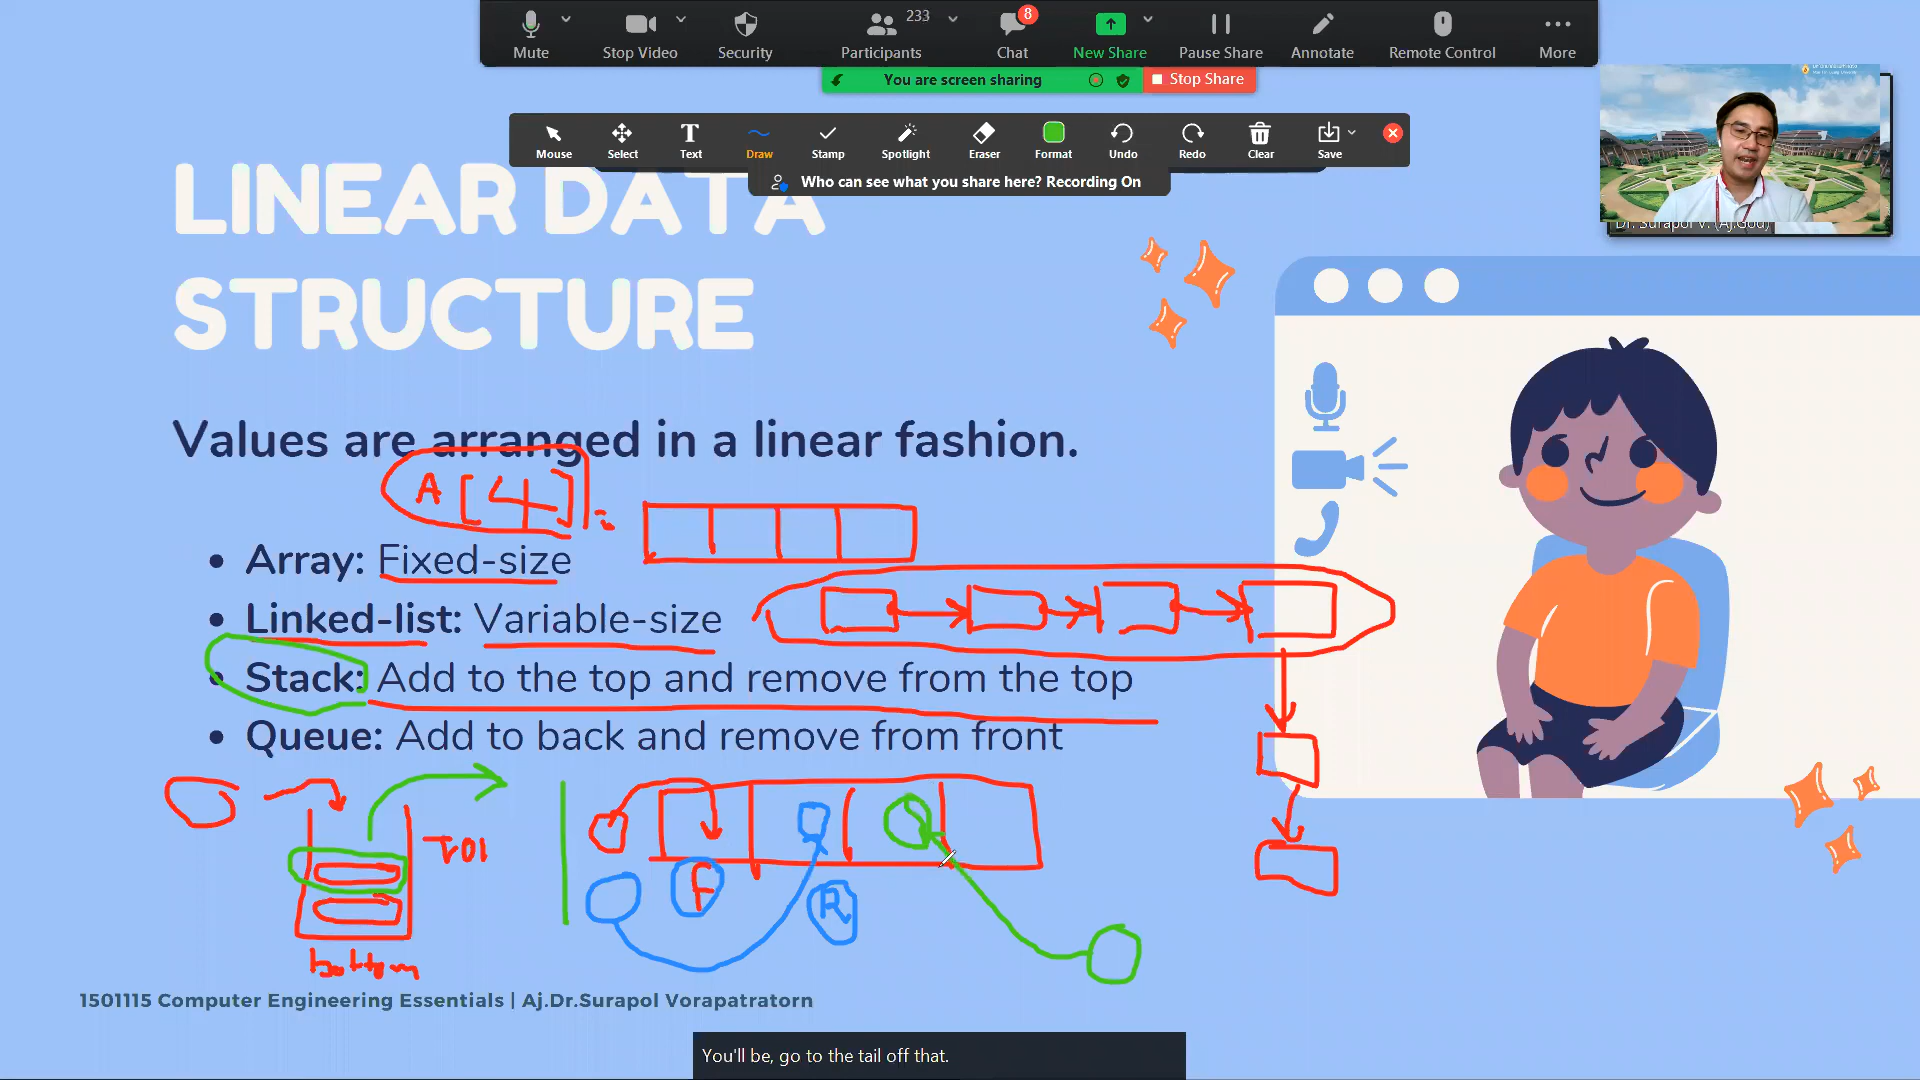 Mute
Stop Video
Security
Participants
233
Chat
8
New Share
Pause Share
Annotate
Remote Control
More
You are screen sharing
Stop Share
Mouse
Select
Text
Draw
Stamp
Spotlight
Eraser
Format
Undo
Redo
Clear
Save
Who can see what you share here? Recording On
Dr. Surapol V. (Aj.God)
LINEAR DATA
STRUCTURE
Values are arranged in a linear fashion.
A [4]
• Array: Fixed-size
• Linked-list: Variable-size
• Stack: Add to the top and remove from the top
• Queue: Add to back and remove from front
F
R
bottom
1501115 Computer Engineering Essentials | Aj.Dr.Surapol Vorapatratorn
You'll be, go to the tail off that.